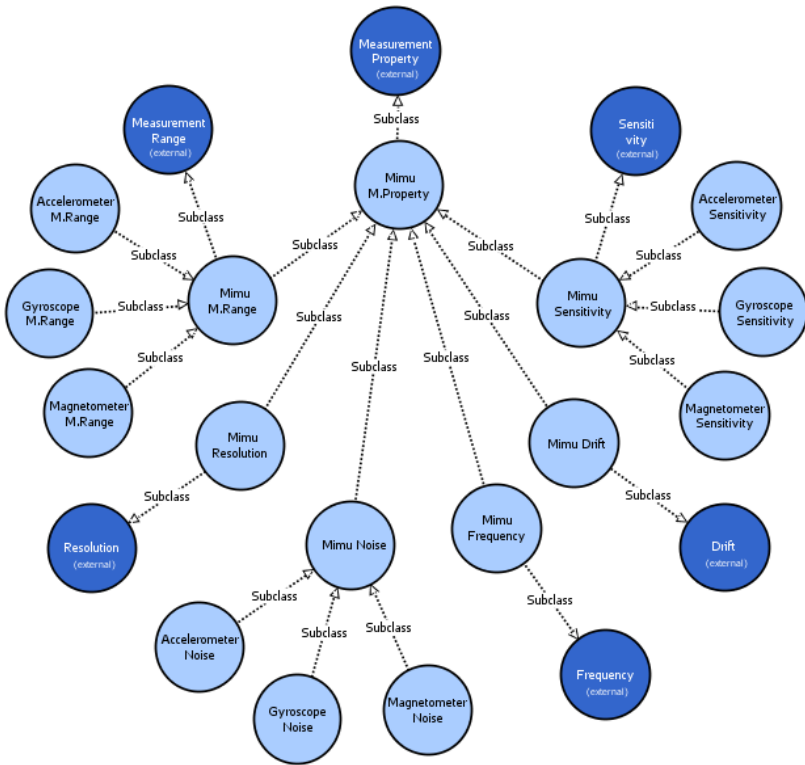 Measurement
Property
(external)
Subclass
Measurement
Range
(external)
Sensiti
vity
(external)
Mimu
M.Property
Accelerometer
M.Range
Accelerometer
Sensitivity
Subclass
Subclass
Subclass
Subclass
Subclass
Subclass
Gyroscope
M.Range
Subclass
Mimu
M.Range
Mimu
Sensitivity
Subclass
Gyroscope
Sensitivity
Subclass
Subclass
Subclass
Subclass
Subclass
Subclass
Magnetometer
M.Range
Magnetometer
Sensitivity
Mimu
Resolution
Mimu Drift
Subclass
Subclass
Resolution
(external)
Mimu Noise
Mimu
Frequency
Drift
(external)
Subclass
Subclass
Subclass
Subclass
Accelerometer
Noise
Frequency
(external)
Gyroscope
Noise
Magnetometer
Noise